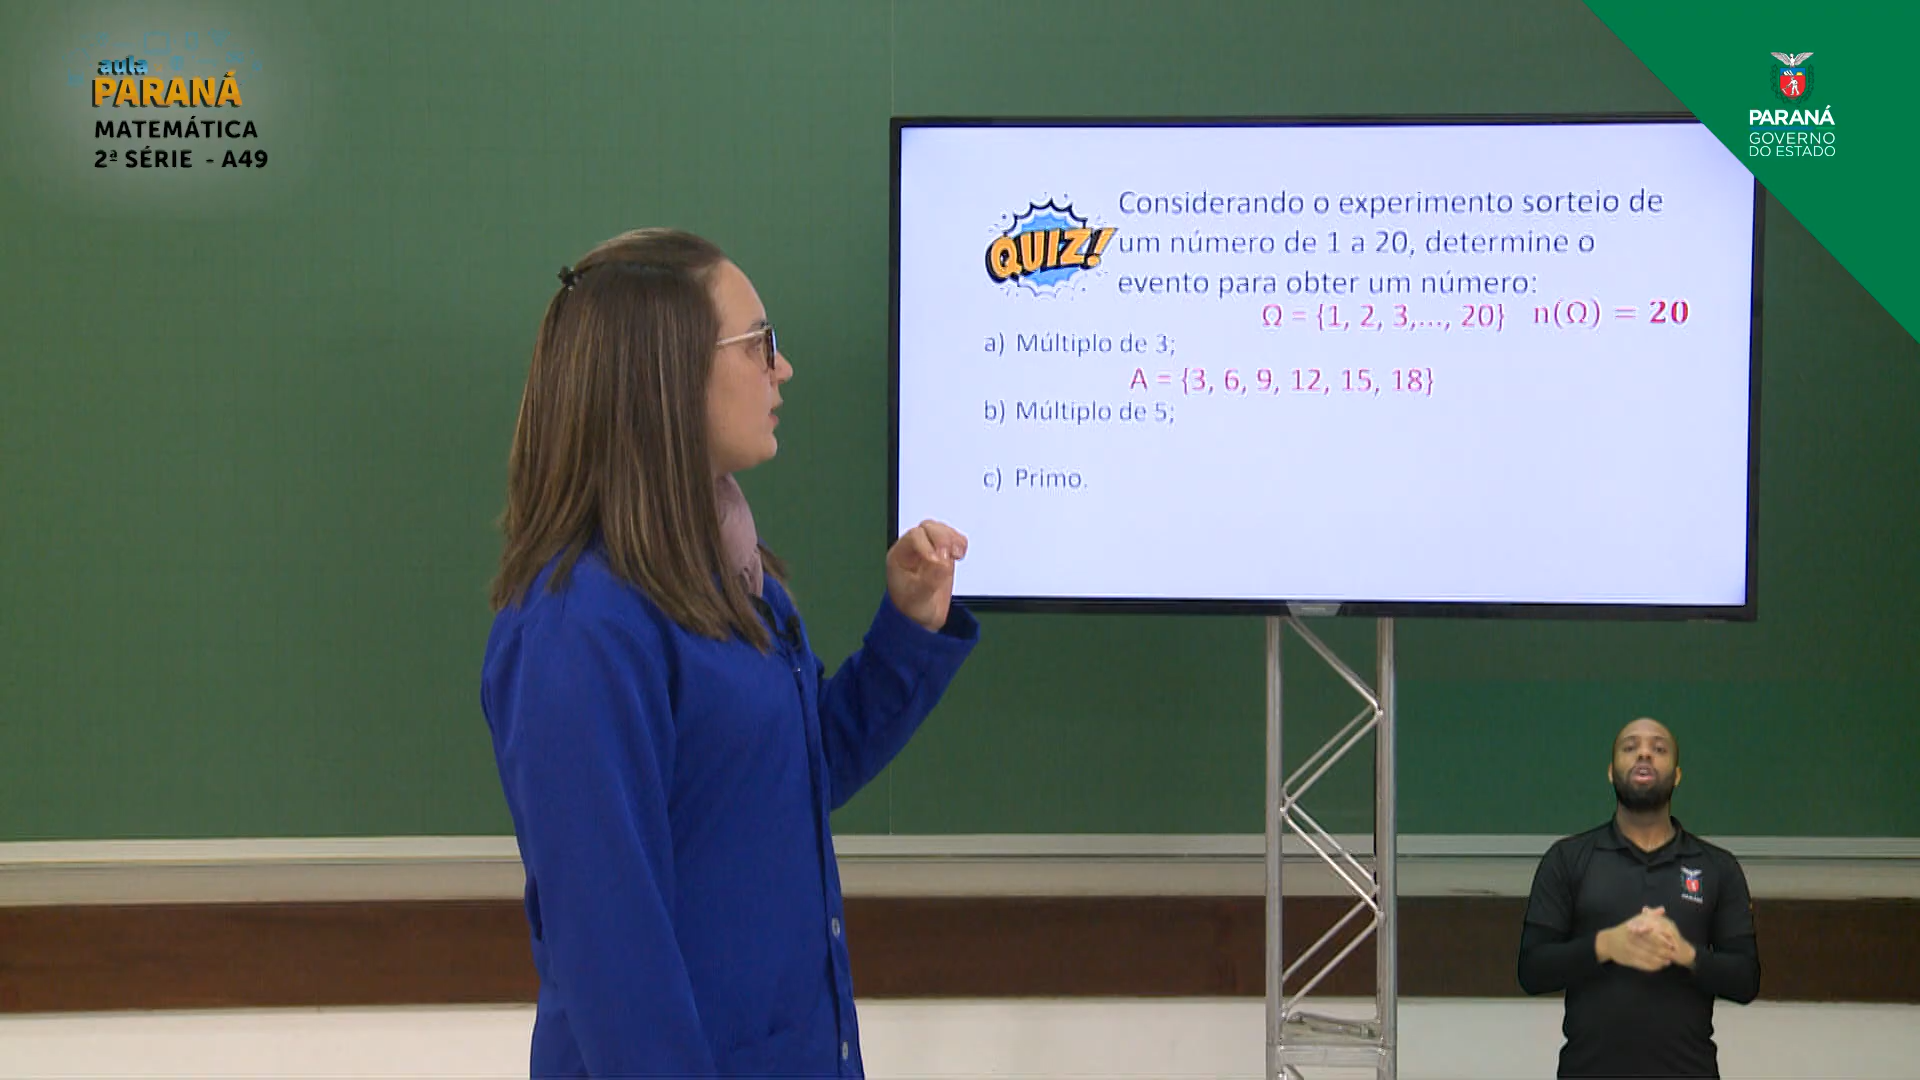 aula
PARANÁ
MATEMÁTICA
2ª SÉRIE - A49
PARANÁ
GOVERNO
DO ESTADO
QUIZ!
Considerando o experimento sorteio de
um número de 1 a 20, determine o
evento para obter um número:
Ω = {1, 2, 3,..., 20} n(Ω) = 20
a) Múltiplo de 3;
A = {3, 6, 9, 12, 15, 18}
b) Múltiplo de 5;
c) Primo.